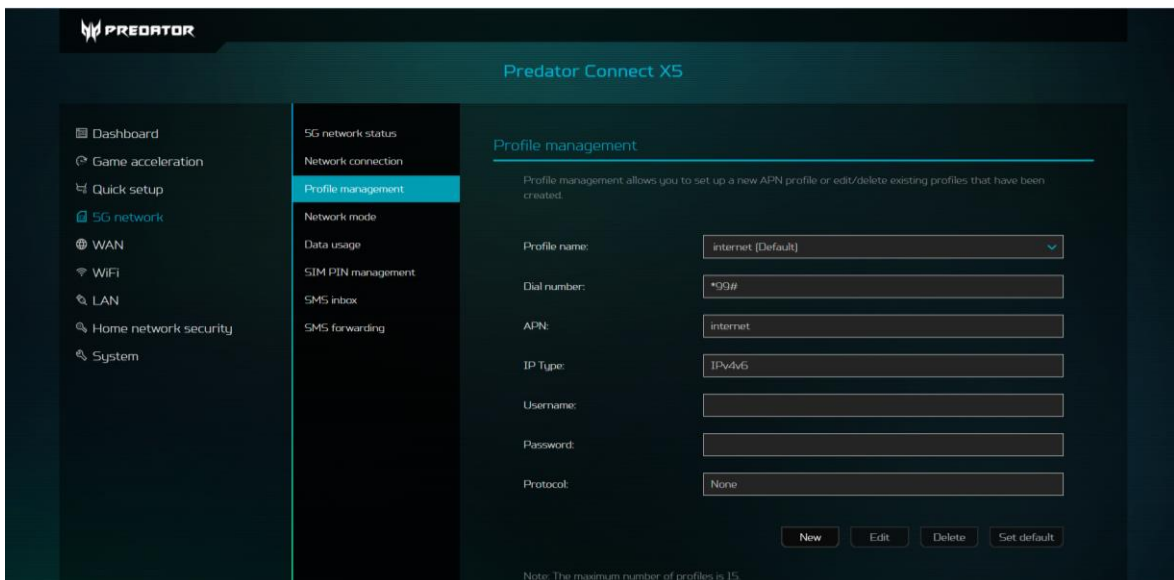 PREDATOR
Predator Connect X5
Dashboard
Game acceleration
Quick setup
5G network
WAN
WiFi
LAN
Home network security
System
5G network status
Network connection
Profile management
Network mode
Data usage
SIM PIN management
SMS inbox
SMS forwarding
Profile management
Profile management allows you to set up a new APN profile or edit/delete existing profiles that have been
created.
Profile name: internet [Default]
Dial number: *99#
APN: internet
IP Type: IPv4v6
Username:
Password:
Protocol: None
New Edit Delete Set default
Note: The maximum number of profiles is 15.